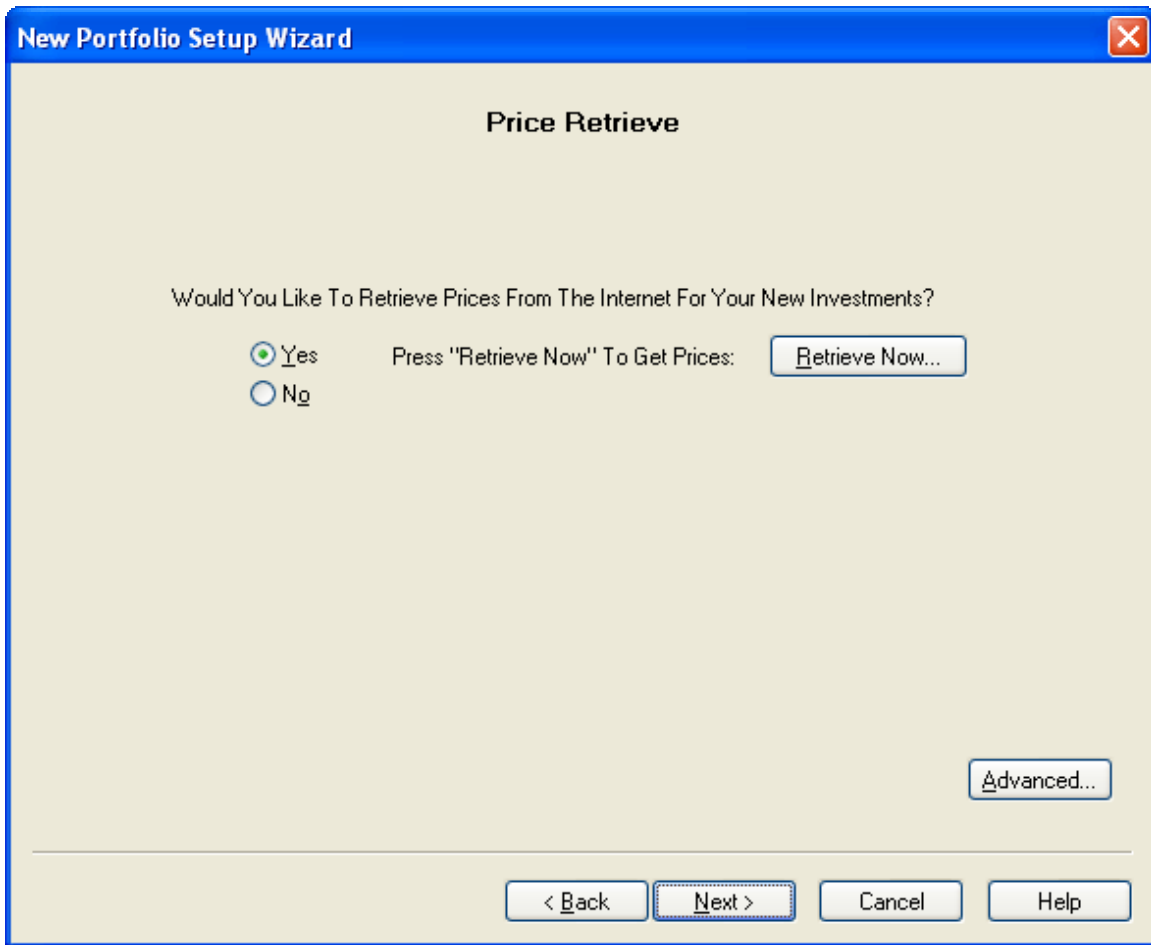 New Portfolio Setup Wizard
Price Retrieve
Would You Like To Retrieve Prices From The Internet For Your New Investments?
Yes Press "Retrieve Now" To Get Prices: Retrieve Now...
No
Advanced...
< Back Next > Cancel Help